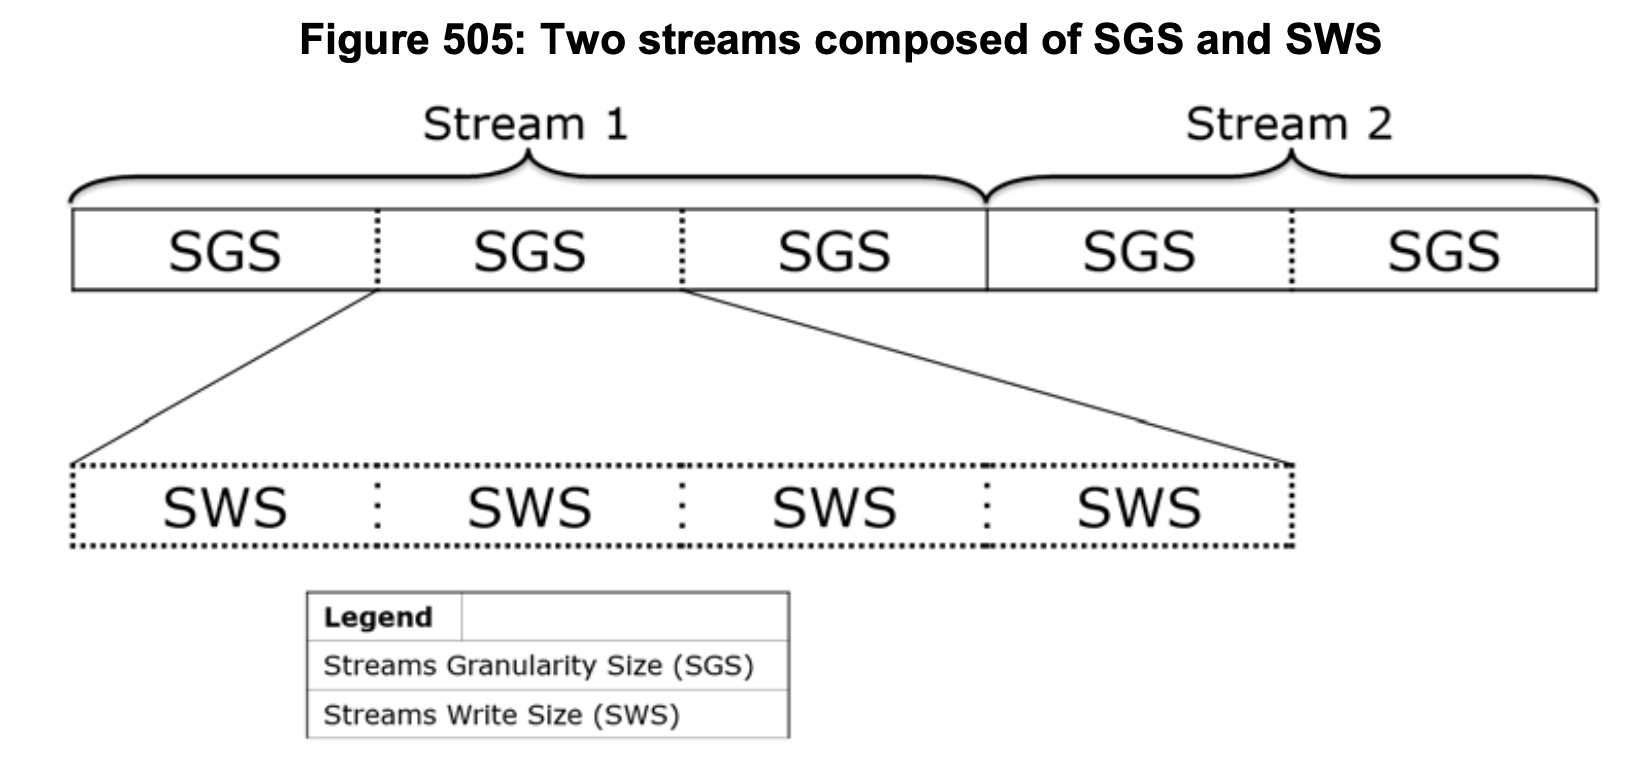 Figure 505: Two streams composed of SGS and SWS
Stream 1 Stream 2
SGS SGS SGS SGS SGS
SWS SWS SWS SWS
Legend
Streams Granularity Size (SGS)
Streams Write Size (SWS)